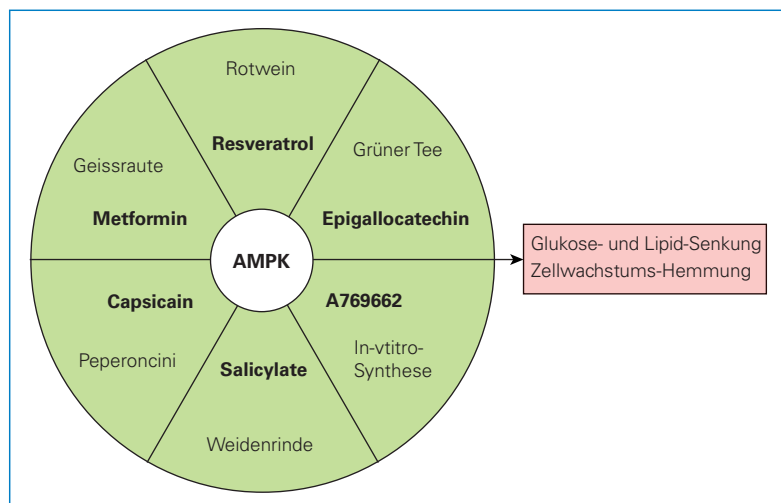 Rotwein
Resveratrol
Grüner Tee
Epigallocatechin
Geissraute
Metformin
AMPK
Capsicain
Peperoncini
A769662
In-vtitro-
Synthese
Salicylate
Weidenrinde
Glukose- und Lipid-Senkung
Zellwachstums-Hemmung